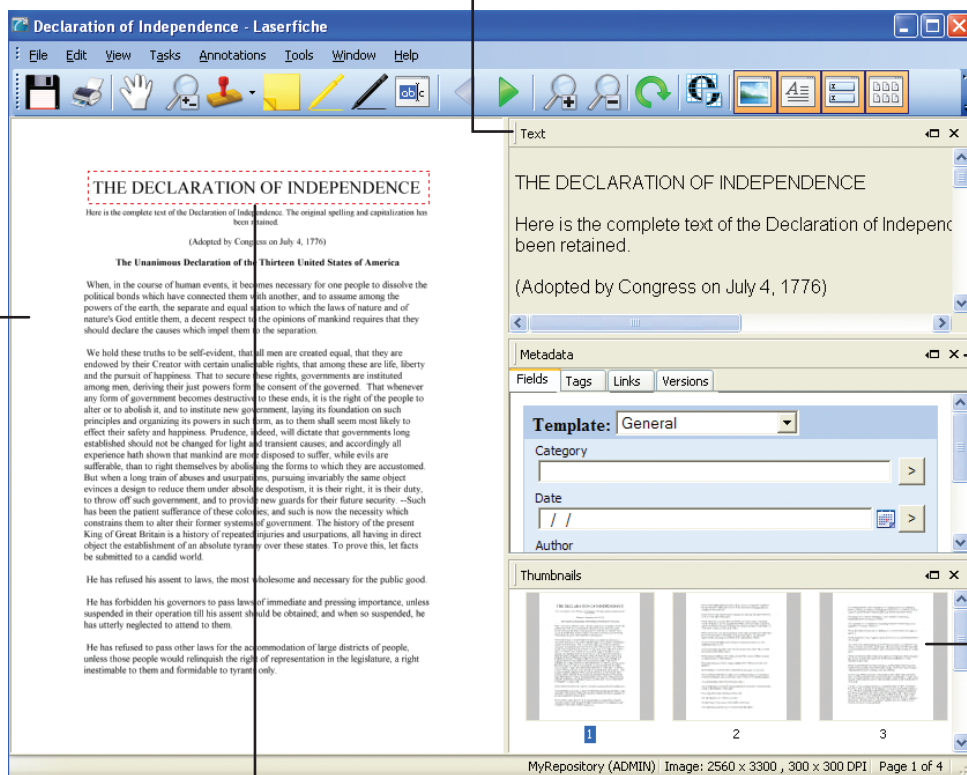 Declaration of Independence - Laserfiche
File Edit View Tasks Annotations Tools Window Help
THE DECLARATION OF INDEPENDENCE
Here is the complete text of the Declaration of Independence. The original spelling and capitalization has
been retained.
(Adopted by Congress on July 4, 1776)
The Unanimous Declaration of the Thirteen United States of America
When, in the course of human events, it becomes necessary for one people to dissolve the
political bonds which have connected them with another, and to assume among the
powers of the earth, the separate and equal station to which the laws of nature and of
nature's God entitle them, a decent respect to the opinions of mankind requires that they
should declare the causes which impel them to the separation.
We hold these truths to be self-evident, that all men are created equal, that they are
endowed by their Creator with certain unalienable rights, that among these are life, liberty
and the pursuit of happiness. That to secure these rights, governments are instituted
among men, deriving their just powers form the consent of the governed. That whenever
any form of government becomes destructive to these ends, it is the right of the people to
alter or to abolish it, and to institute new government, laying its foundation on such
principles and organizing its powers in such form, as to them shall seem most likely to
effect their safety and happiness. Prudence, indeed, will dictate that governments long
established should not be changed for light and transient causes; and accordingly all
experience hath shown that mankind are more disposed to suffer, while evils are
sufferable, than to right themselves by abolishing the forms to which they are accustomed.
But when a long train of abuses and usurpations, pursuing invariably the same object
evinces a design to reduce them under absolute despotism, it is their right, it is their duty,
to throw off such government, and to provide new guards for their future security. --Such
has been the patient sufferance of these colonies; and such is now the necessity which
constrains them to alter their former systems of government. The history of the present
King of Great Britain is a history of repeated injuries and usurpations, all having in direct
object the establishment of an absolute tyranny over these states. To prove this, let facts
be submitted to a candid world.
He has refused his assent to laws, the most wholesome and necessary for the public good.
He has forbidden his governors to pass laws of immediate and pressing importance, unless
suspended in their operation till his assent should be obtained; and when so suspended, he
has utterly neglected to attend to them.
He has refused to pass other laws for the accommodation of large districts of people,
unless those people would relinquish the right of representation in the legislature, a right
inestimable to them and formidable to tyrants only.
Text
THE DECLARATION OF INDEPENDENCE
Here is the complete text of the Declaration of Independenc
been retained.
(Adopted by Congress on July 4, 1776)
Metadata
Fields Tags Links Versions
Template: General
Category
>
Date
/ /
>
Author
Thumbnails
THE DECLARATION OF INDEPENDENCE
1 2 3
MyRepository (ADMIN) Image: 2560 x 3300 , 300 x 300 DPI Page 1 of 4